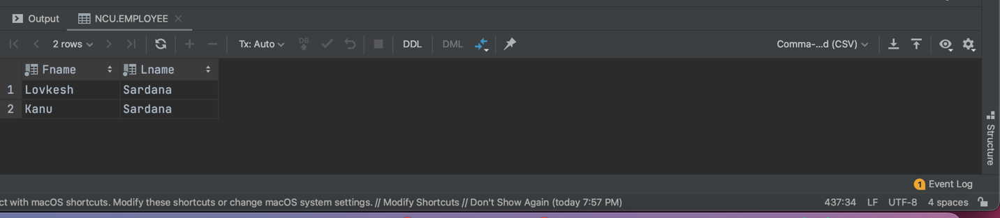 Output NCU.EMPLOYEE
2 rows Tx: Auto DB DDL DML Comma-...d (CSV)
Fname Lname
1 Lovkesh Sardana
2 Kanu Sardana
Structure
1 Event Log
ct with macOS shortcuts. Modify these shortcuts or change macOS system settings. // Modify Shortcuts // Don't Show Again (today 7:57 PM) 437:34 LF UTF-8 4 spaces